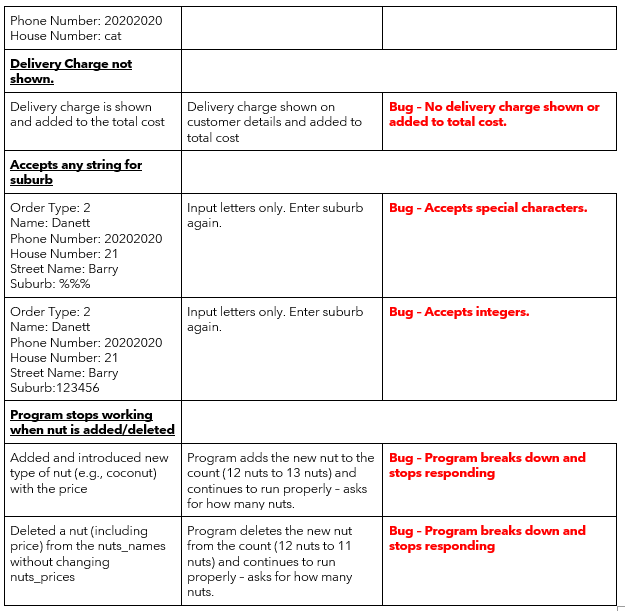 Phone Number: 20202020
House Number: cat
Delivery Charge not
shown.
Delivery charge is shown
and added to the total cost
Delivery charge shown on
customer details and added to
total cost
Bug – No delivery charge shown or
added to total cost.
Accepts any string for
suburb
Order Type: 2
Name: Danett
Phone Number: 20202020
House Number: 21
Street Name: Barry
Suburb: %%%
Input letters only. Enter suburb
again.
Bug – Accepts special characters.
Order Type: 2
Name: Danett
Phone Number: 20202020
House Number: 21
Street Name: Barry
Suburb:123456
Input letters only. Enter suburb
again.
Bug – Accepts integers.
Program stops working
when nut is added/deleted
Added and introduced new
type of nut (e.g., coconut)
with the price
Program adds the new nut to the
count (12 nuts to 13 nuts) and
continues to run properly – asks
for how many nuts.
Bug – Program breaks down and
stops responding
Deleted a nut (including
price) from the nuts_names
without changing
nuts_prices
Program deletes the new nut
from the count (12 nuts to 11
nuts) and continues to run
properly – asks for how many
nuts.
Bug – Program breaks down and
stops responding